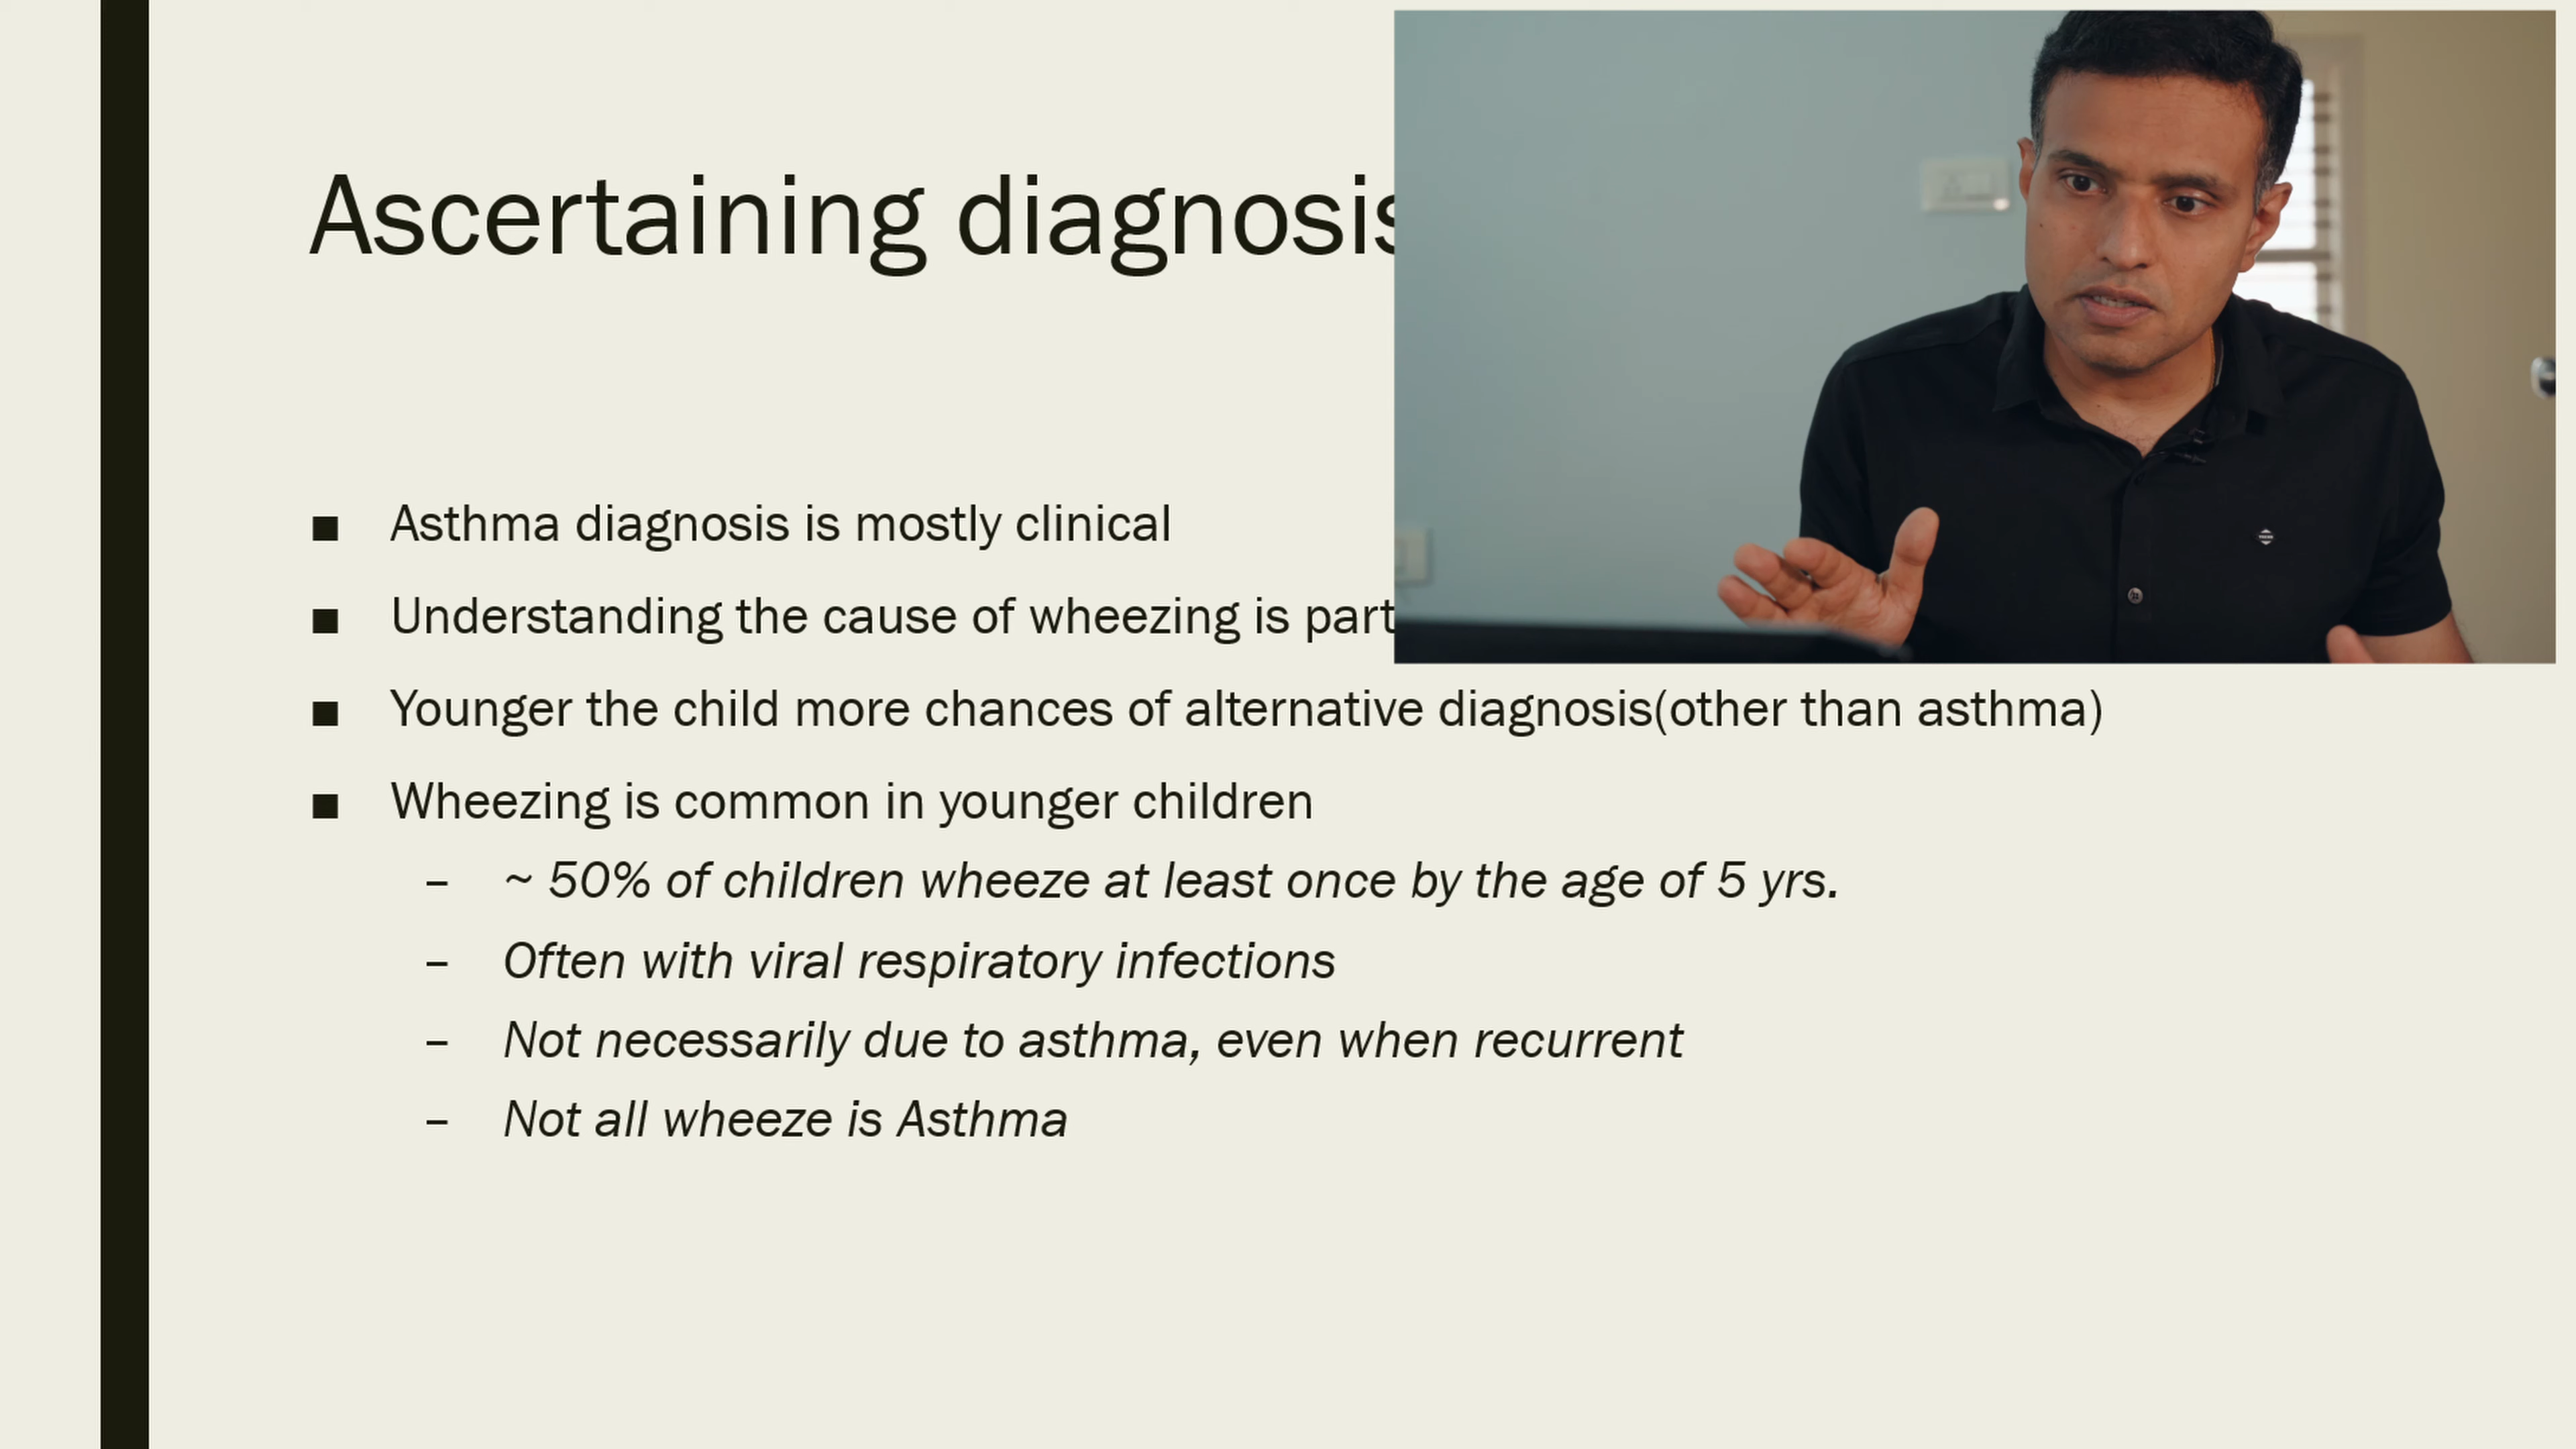 Ascertaining diagnosis
■ Asthma diagnosis is mostly clinical
■ Understanding the cause of wheezing is part
■ Younger the child more chances of alternative diagnosis(other than asthma)
■ Wheezing is common in younger children
– ~ 50% of children wheeze at least once by the age of 5 yrs.
– Often with viral respiratory infections
– Not necessarily due to asthma, even when recurrent
– Not all wheeze is Asthma